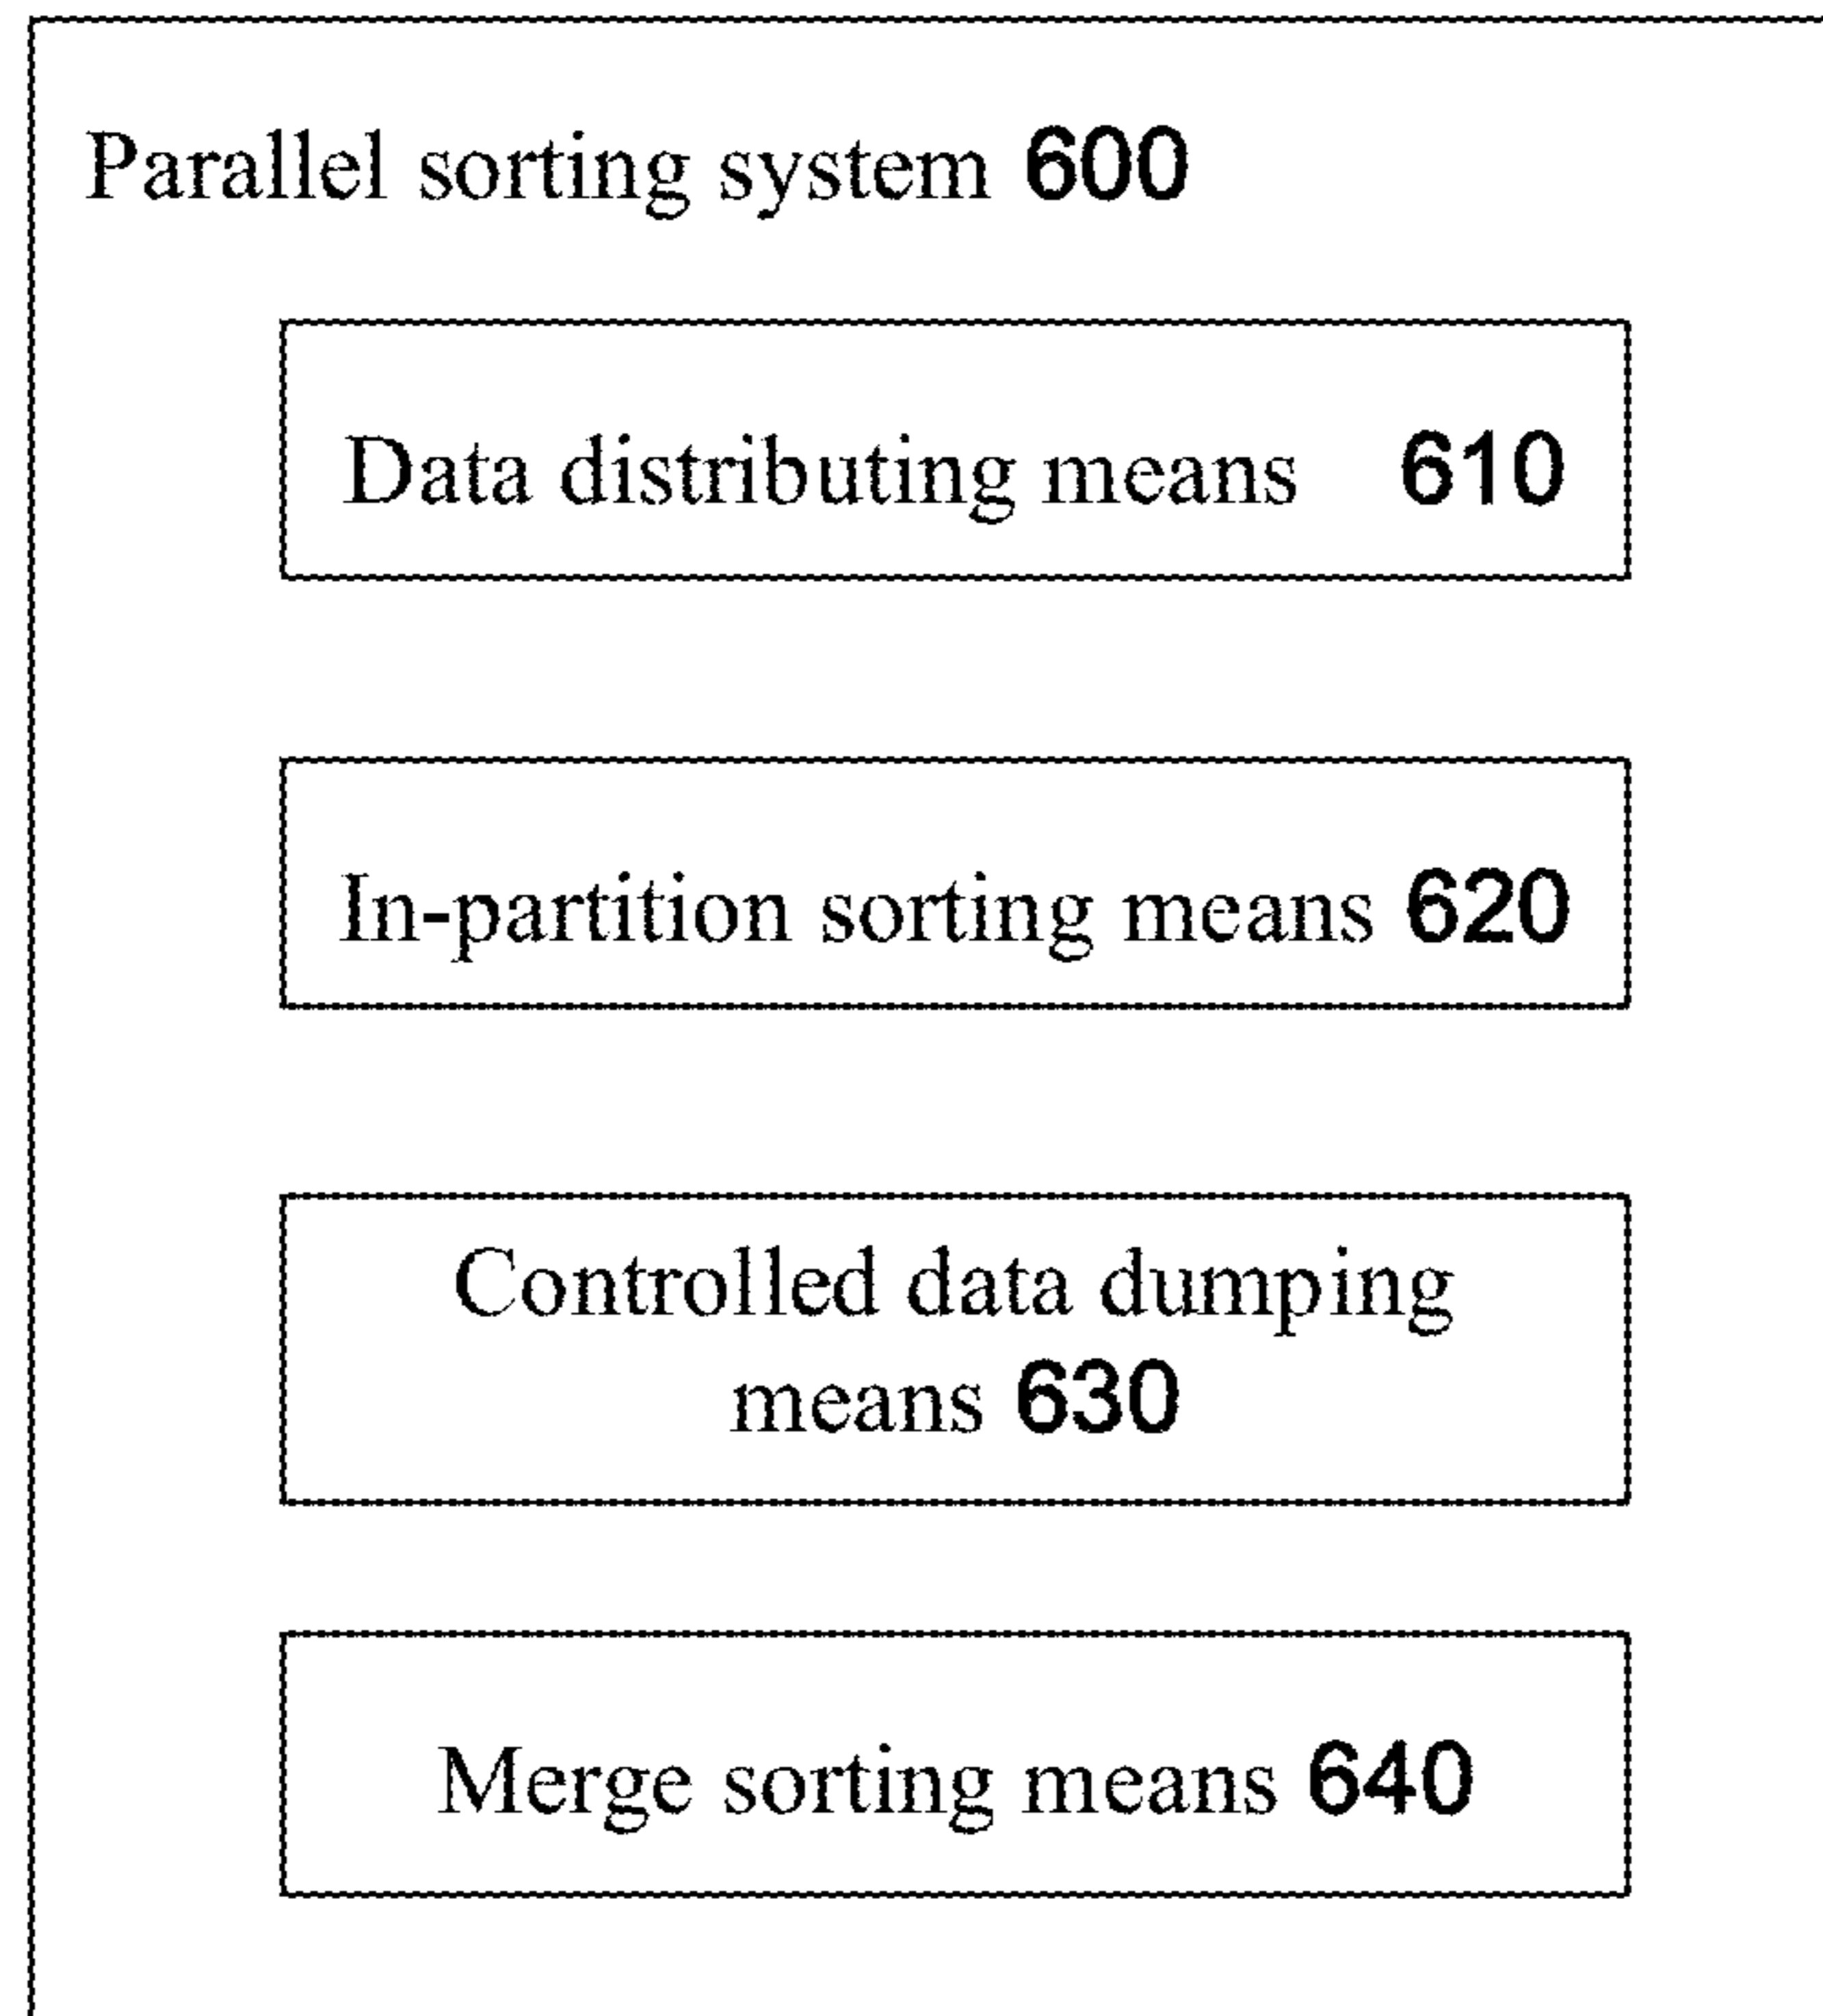 Parallel sorting system 600
Data distributing means 610
In-partition sorting means 620
Controlled data dumping
means 630
Merge sorting means 640